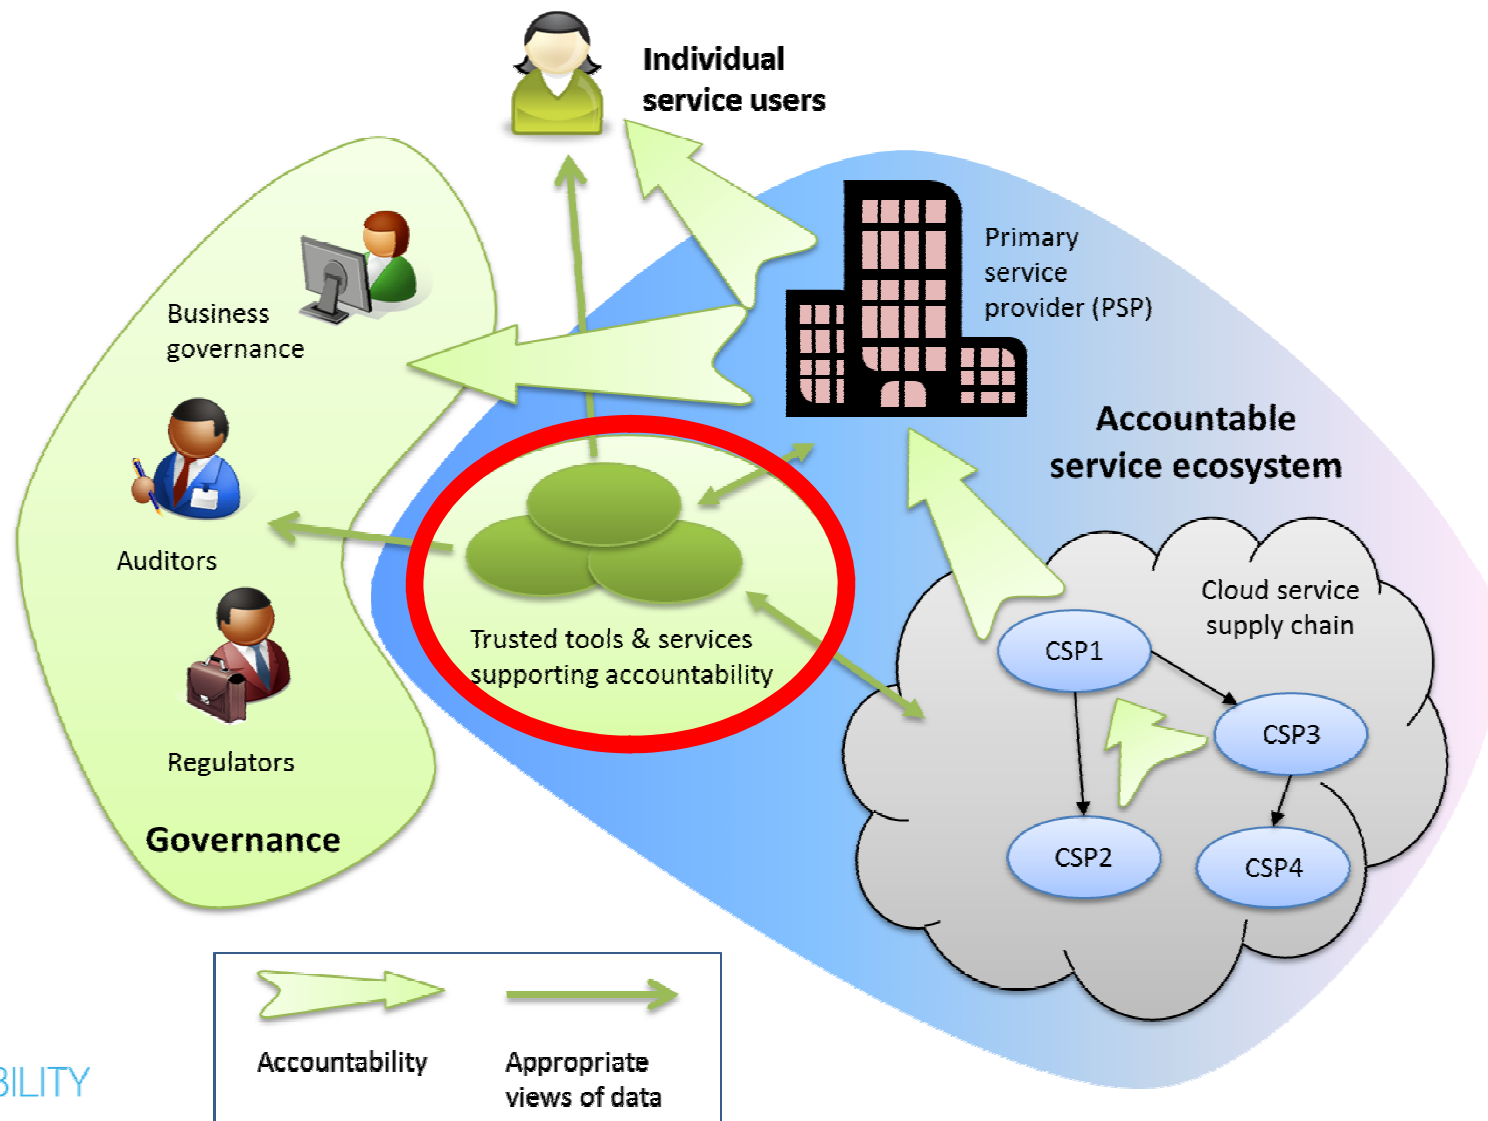 Individual
service users
Primary
service
provider (PSP)
Business
governance
Accountable
service ecosystem
Auditors
Cloud service
supply chain
Trusted tools & services
supporting accountability
CSP1
CSP3
Regulators
Governance
CSP2
CSP4
Accountability
Appropriate
views of data
BILITY